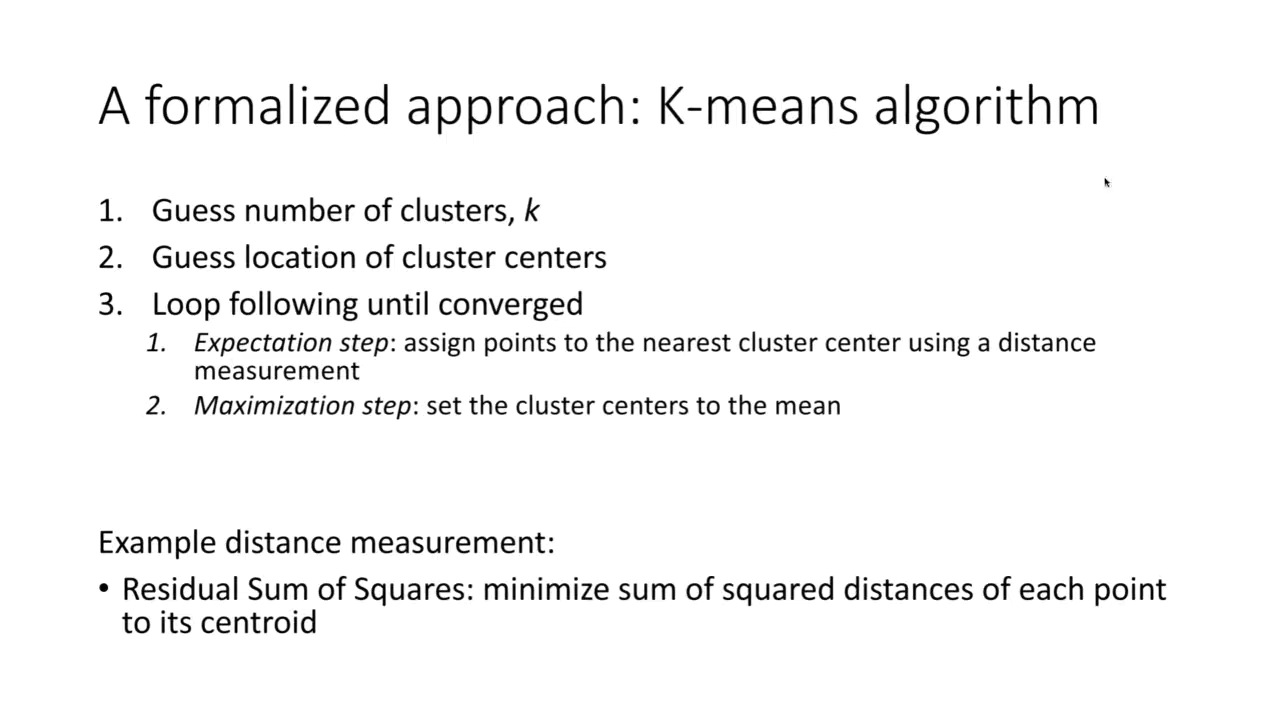 A formalized approach: K-means algorithm
1. Guess number of clusters, k
2. Guess location of cluster centers
3. Loop following until converged
1. Expectation step: assign points to the nearest cluster center using a distance
measurement
2. Maximization step: set the cluster centers to the mean
Example distance measurement:
• Residual Sum of Squares: minimize sum of squared distances of each point
to its centroid